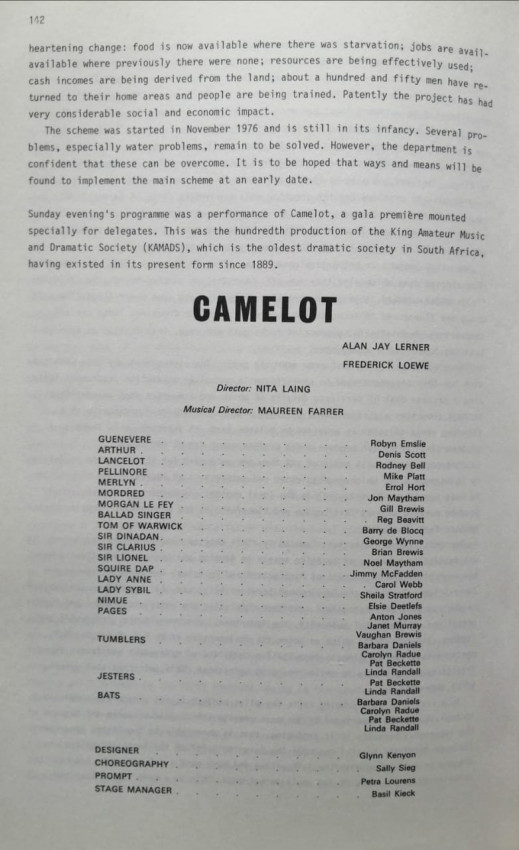 142
heartening change: food is now available where there was starvation; jobs are avail-
available where previously there were none; resources are being effectively used;
cash incomes are being derived from the land; about a hundred and fifty men have re-
turned to their home areas and people are being trained. Patently the project has had
very considerable social and economic impact.
The scheme was started in November 1976 and is still in its infancy. Several pro-
blems, especially water problems, remain to be solved. However, the department is
confident that these can be overcome. It is to be hoped that ways and means will be
found to implement the main scheme at an early date.
Sunday evening's programme was a performance of Camelot, a gala première mounted
specially for delegates. This was the hundredth production of the King Amateur Music
and Dramatic Society (KAMADS), which is the oldest dramatic society in South Africa,
having existed in its present form since 1889.
CAMELOT
ALAN JAY LERNER
FREDERICK LOEWE
Director: NITA LAING
Musical Director: MAUREEN FARRER
GUENEVERE . . . . . . . . . . Robyn Emslie
ARTHUR . . . . . . . . . . Denis Scott
LANCELOT . . . . . . . . . . Rodney Bell
PELLINORE . . . . . . . . . . Mike Platt
MERLYN . . . . . . . . . . Errol Hort
MORDRED . . . . . . . . . . Jon Maytham
MORGAN LE FEY . . . . . . . . . . Gill Brewis
BALLAD SINGER . . . . . . . . . . Reg Beavitt
TOM OF WARWICK . . . . . . . . . . Barry de Blocq
SIR DINADAN . . . . . . . . . . George Wynne
SIR CLARIUS . . . . . . . . . . Brian Brewis
SIR LIONEL . . . . . . . . . . Noel Maytham
SQUIRE DAP . . . . . . . . . . Jimmy McFadden
LADY ANNE . . . . . . . . . . Carol Webb
LADY SYBIL . . . . . . . . . . Sheila Stratford
NIMUE . . . . . . . . . . Elsie Deetlefs
PAGES . . . . . . . . . . Anton Jones
Janet Murray
Vaughan Brewis
TUMBLERS . . . . . . . . . . Barbara Daniels
Carolyn Radue
Pat Beckette
Linda Randall
JESTERS . . . . . . . . . . Pat Beckette
Linda Randall
BATS . . . . . . . . . . Barbara Daniels
Carolyn Radue
Pat Beckette
Linda Randall
DESIGNER . . . . . . . . . . Glynn Kenyon
CHOREOGRAPHY . . . . . . . . . . Sally Sieg
PROMPT . . . . . . . . . . Petra Lourens
STAGE MANAGER . . . . . . . . . . Basil Kieck